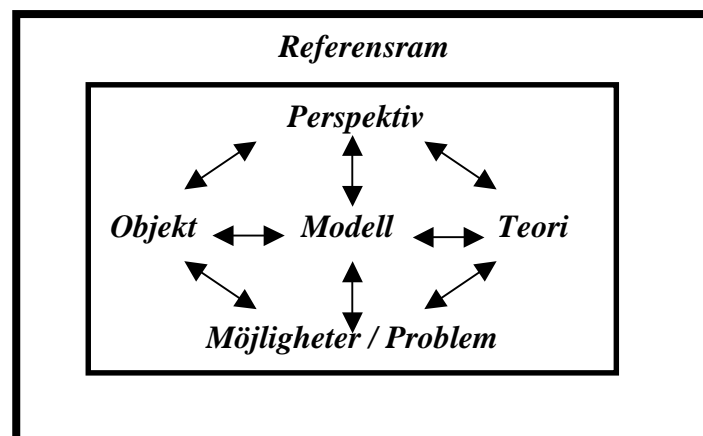 Referensram
Perspektiv
Objekt Modell Teori
Möjligheter / Problem